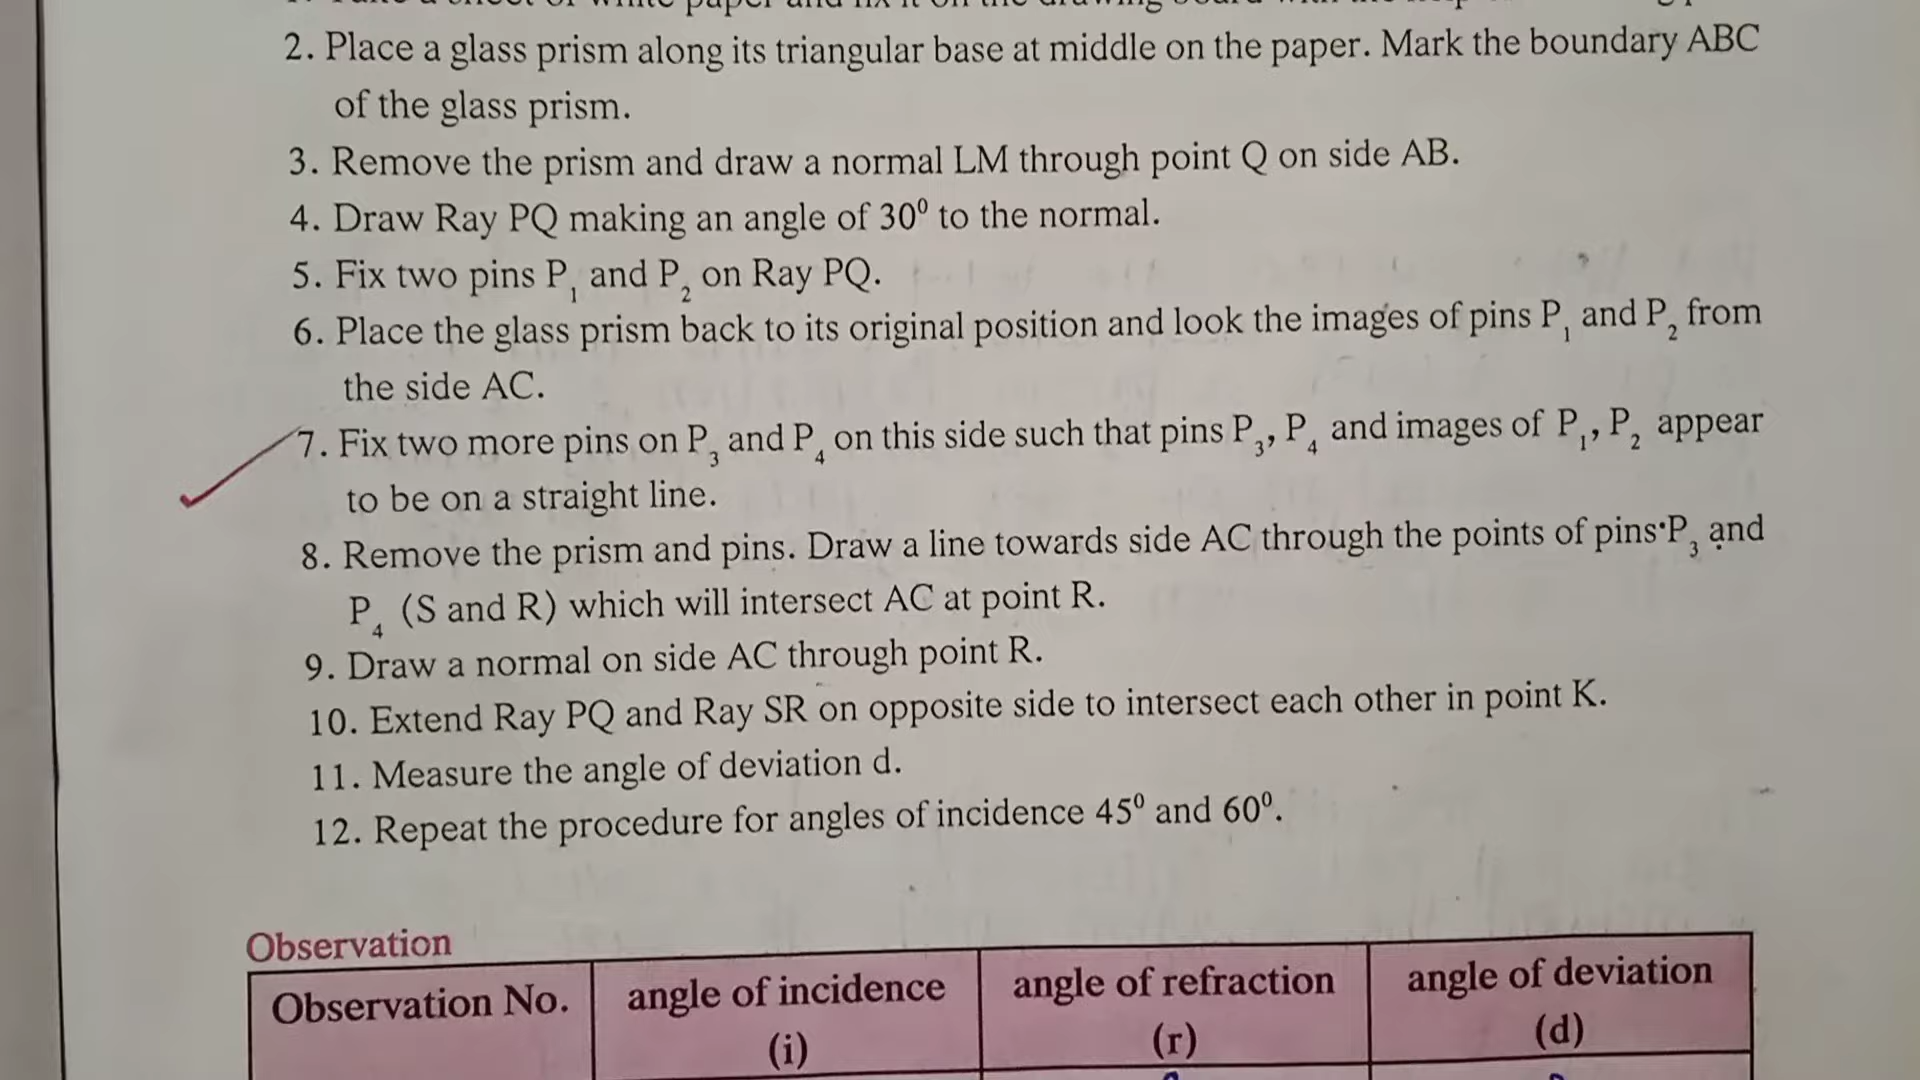 2. Place a glass prism along its triangular base at middle on the paper. Mark the boundary ABC
of the glass prism.
3. Remove the prism and draw a normal LM through point Q on side AB.
4. Draw Ray PQ making an angle of 30⁰ to the normal.
5. Fix two pins P₁ and P₂ on Ray PQ.
6. Place the glass prism back to its original position and look the images of pins P₁ and P₂ from
the side AC.
7. Fix two more pins on P₃ and P₄ on this side such that pins P₃, P₄ and images of P₁, P₂ appear
to be on a straight line.
8. Remove the prism and pins. Draw a line towards side AC through the points of pins P₃ and
P₄ (S and R) which will intersect AC at point R.
9. Draw a normal on side AC through point R.
10. Extend Ray PQ and Ray SR on opposite side to intersect each other in point K.
11. Measure the angle of deviation d.
12. Repeat the procedure for angles of incidence 45⁰ and 60⁰.
Observation
Observation No. angle of incidence angle of refraction angle of deviation
(i) (r) (d)